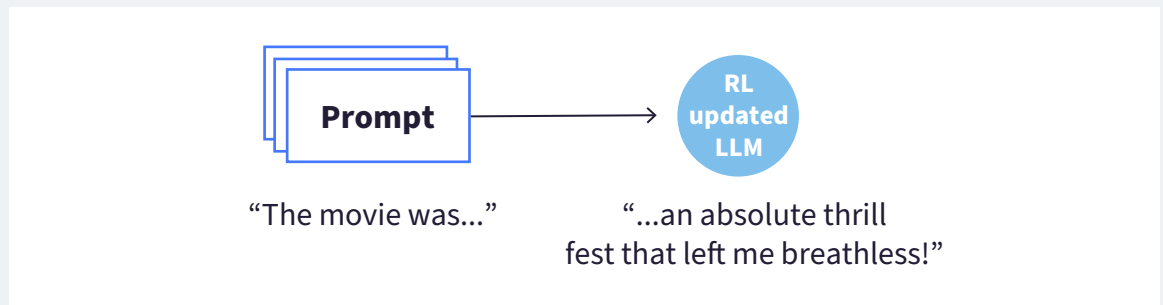 Prompt
RL
updated
LLM
“The movie was...”
“...an absolute thrill
fest that left me breathless!”